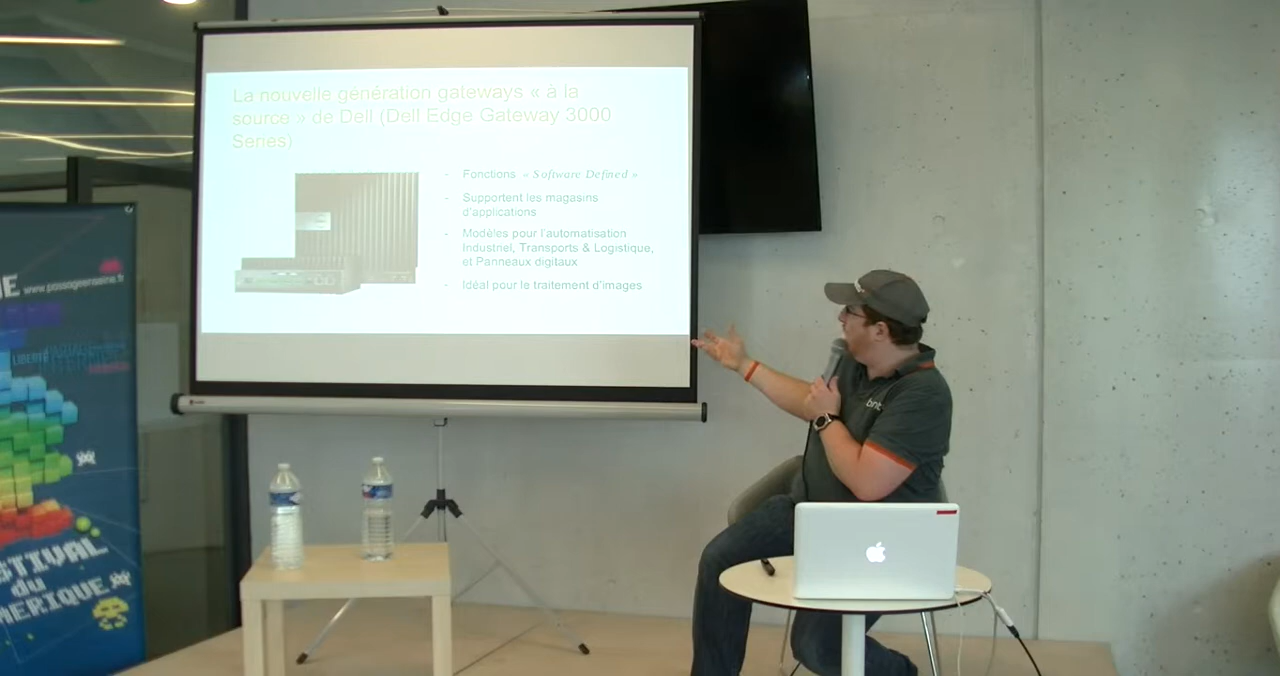 La nouvelle génération gateways « à la
source » de Dell (Dell Edge Gateway 3000
Series)
- Fonctions « Software Defined »
- Supportent les magasins
d'applications
- Modèles pour l'automatisation
Industriel, Transports & Logistique,
et Panneaux digitaux
- Idéal pour le traitement d'images
www.passageenseine.fr
STIVAL
du
MERIQUE